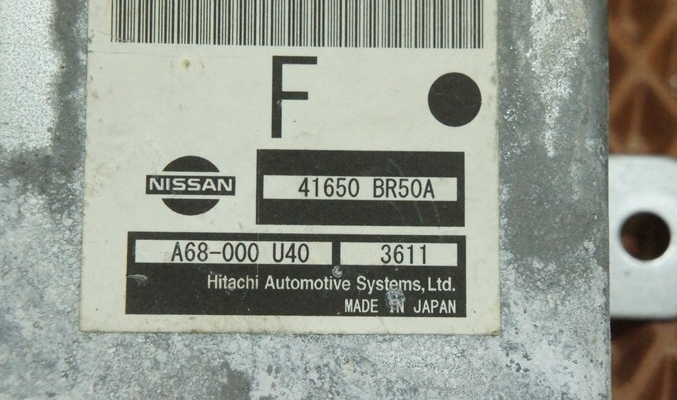 F
NISSAN
41650 BR50A
A68-000 U40 3611
Hitachi Automotive Systems, Ltd.
MADE IN JAPAN